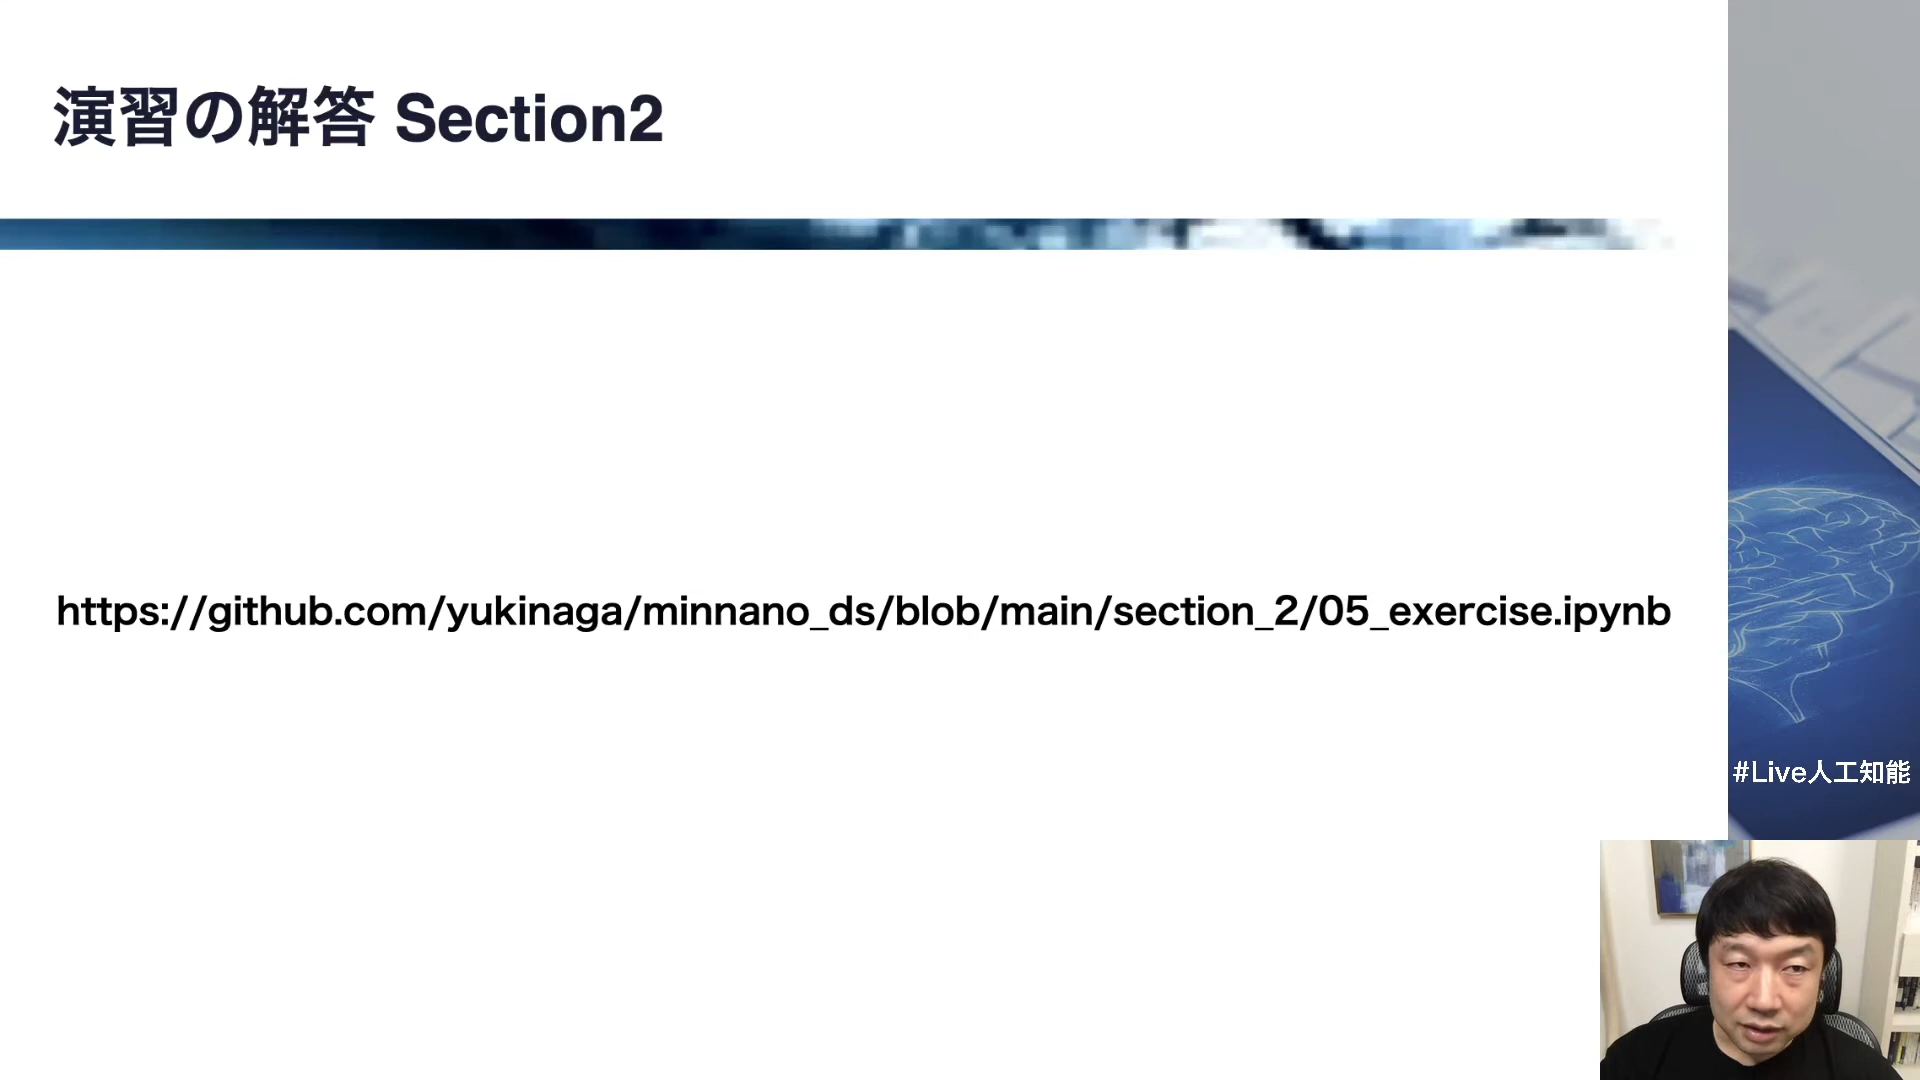 演習の解答 Section2
https://github.com/yukinaga/minnano_ds/blob/main/section_2/05_exercise.ipynb
#Live人工知能